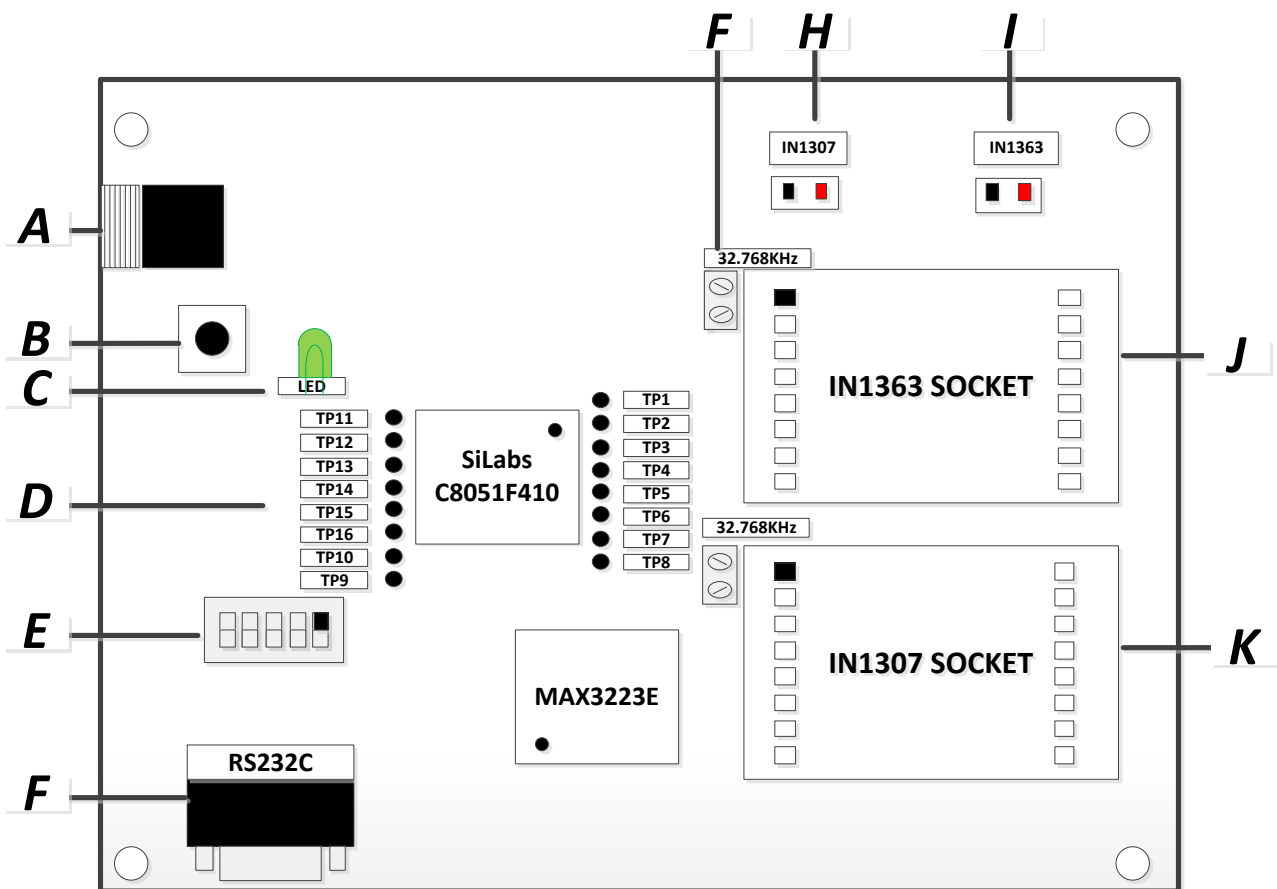 F H I
IN1307 IN1363
A
32.768KHz
B
J
IN1363 SOCKET
C
LED
TP11
TP12
TP13
TP14
TP15
TP16
TP10
TP9
SiLabs
C8051F410
TP1
TP2
TP3
TP4
TP5
TP6
TP7
TP8
D
32.768KHz
E
IN1307 SOCKET
K
MAX3223E
RS232C
F